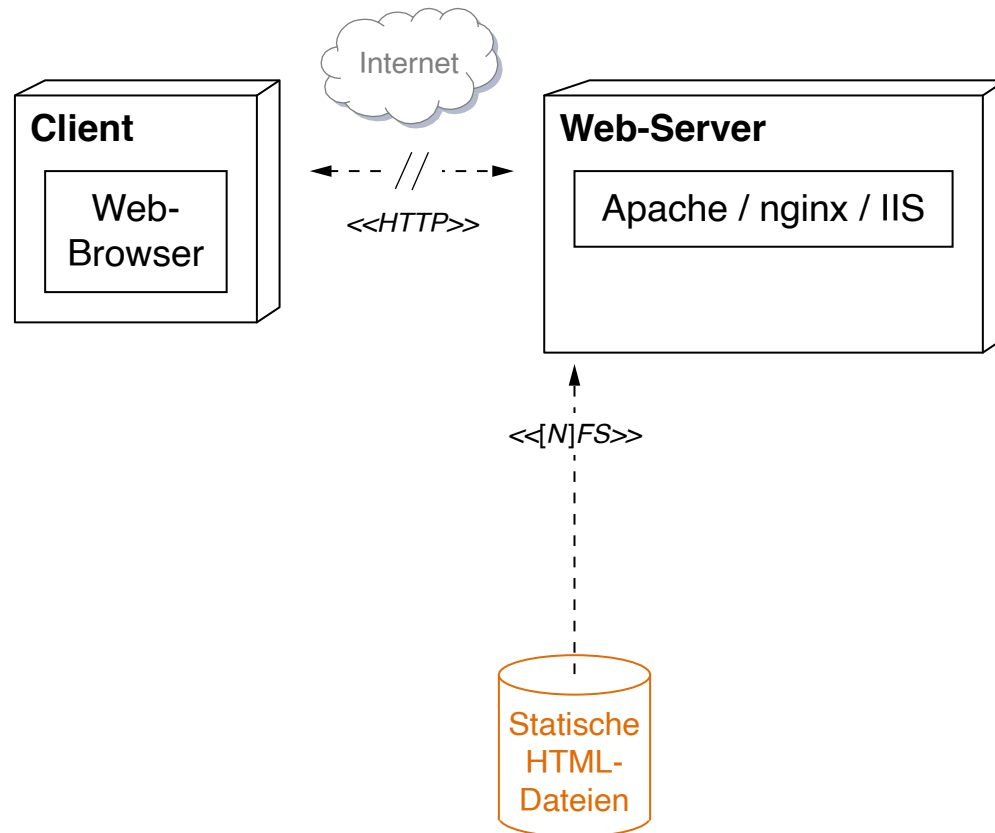 Internet
Client
Web-Server
Web-
Browser
Apache / nginx / IIS
<<HTTP>>
<<[N]FS>>
Statische
HTML-
Dateien